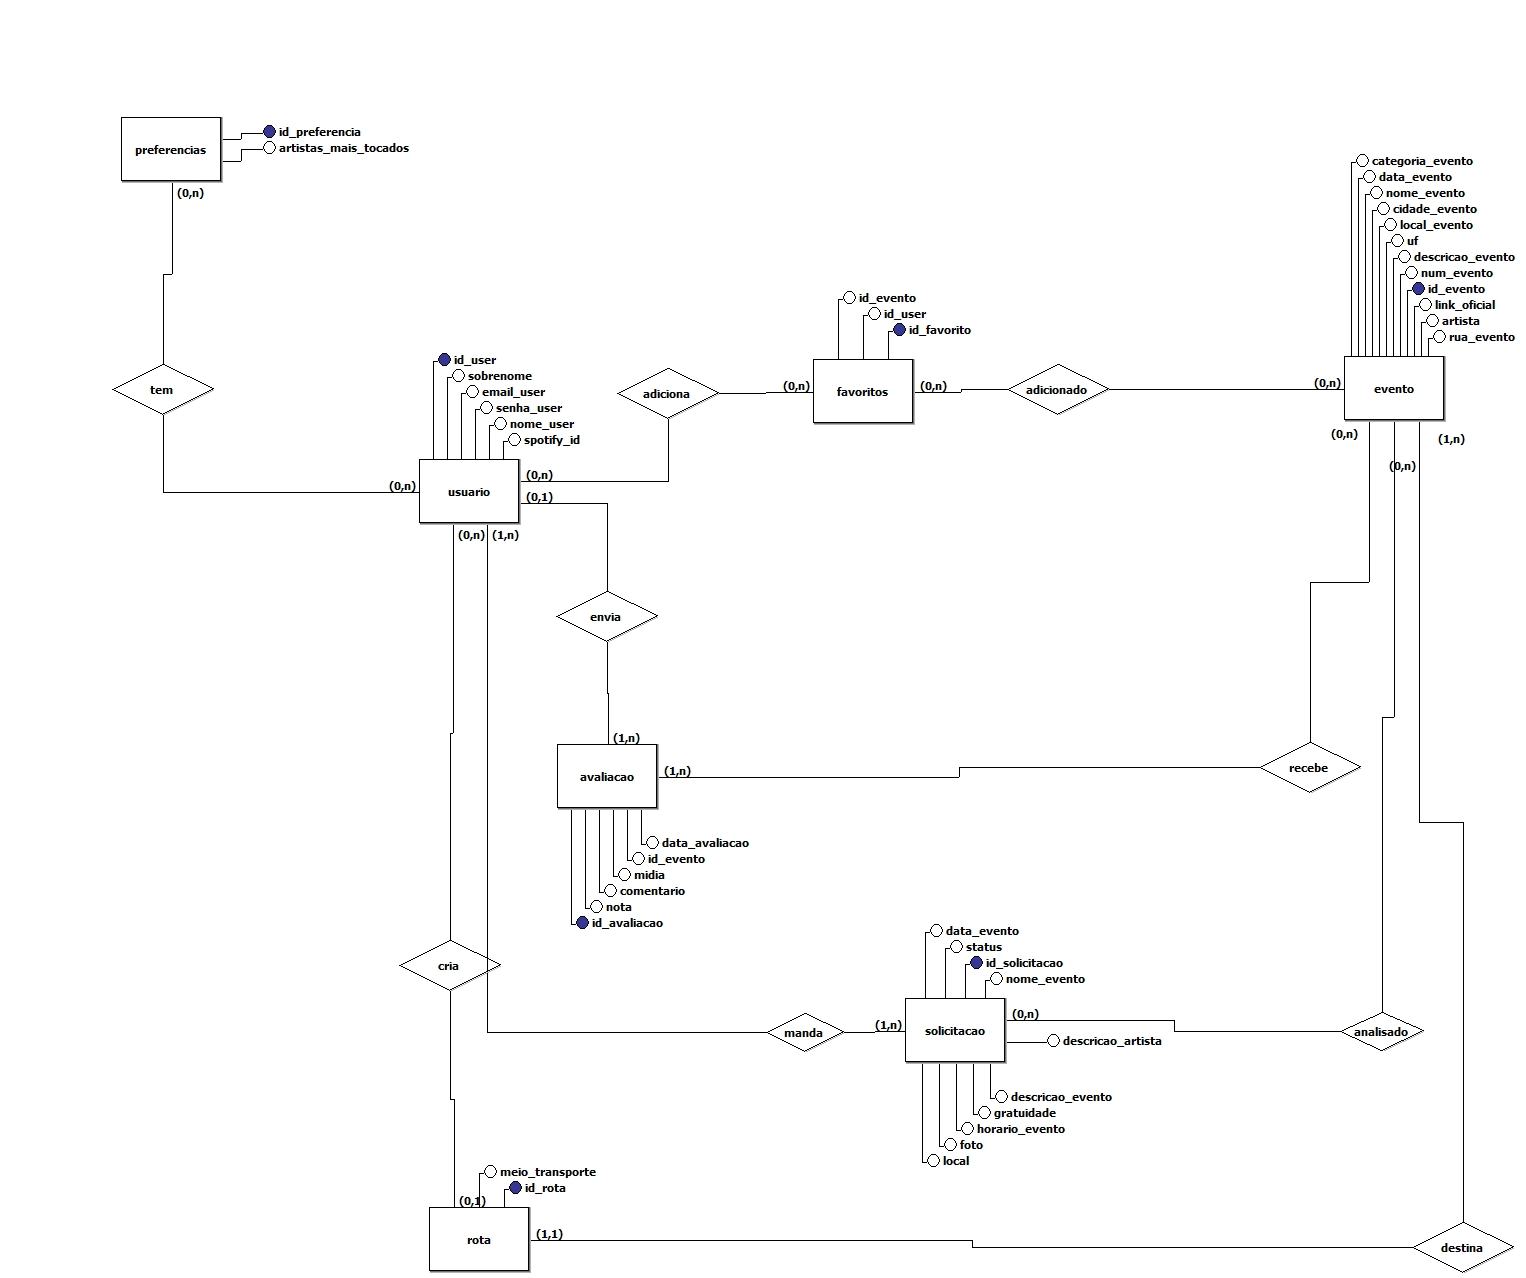 id_preferencia
artistas_mais_tocados
preferencias
(0,n)
tem
(0,n)
id_user
sobrenome
email_user
senha_user
nome_user
spotify_id
usuario
(0,n)
(0,1)
(0,n)
(1,n)
adiciona
id_evento
id_user
id_favorito
(0,n)
favoritos
(0,n)
adicionado
categoria_evento
data_evento
nome_evento
cidade_evento
local_evento
uf
descricao_evento
num_evento
id_evento
link_oficial
artista
rua_evento
(0,n)
evento
(0,n)
(1,n)
(0,n)
envia
(1,n)
avaliacao
(1,n)
recebe
data_avaliacao
id_evento
midia
comentario
nota
id_avaliacao
cria
manda
data_evento
status
id_solicitacao
nome_evento
(1,n)
solicitacao
(0,n)
analisado
descricao_artista
descricao_evento
gratuidade
horario_evento
foto
local
meio_transporte
id_rota
(0,1)
rota
(1,1)
destina